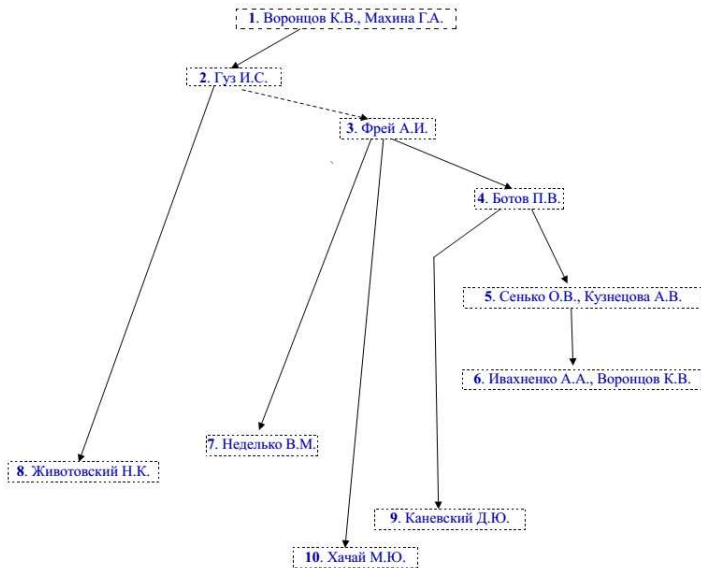 1. Воронцов К.В., Махина Г.А.
2. Гуз И.С.
3. Фрей А.И.
4. Ботов П.В.
5. Сенько О.В., Кузнецова А.В.
6. Ивахненко А.А., Воронцов К.В.
7. Неделько В.М.
8. Животовский Н.К.
9. Каневский Д.Ю.
10. Хачай М.Ю.